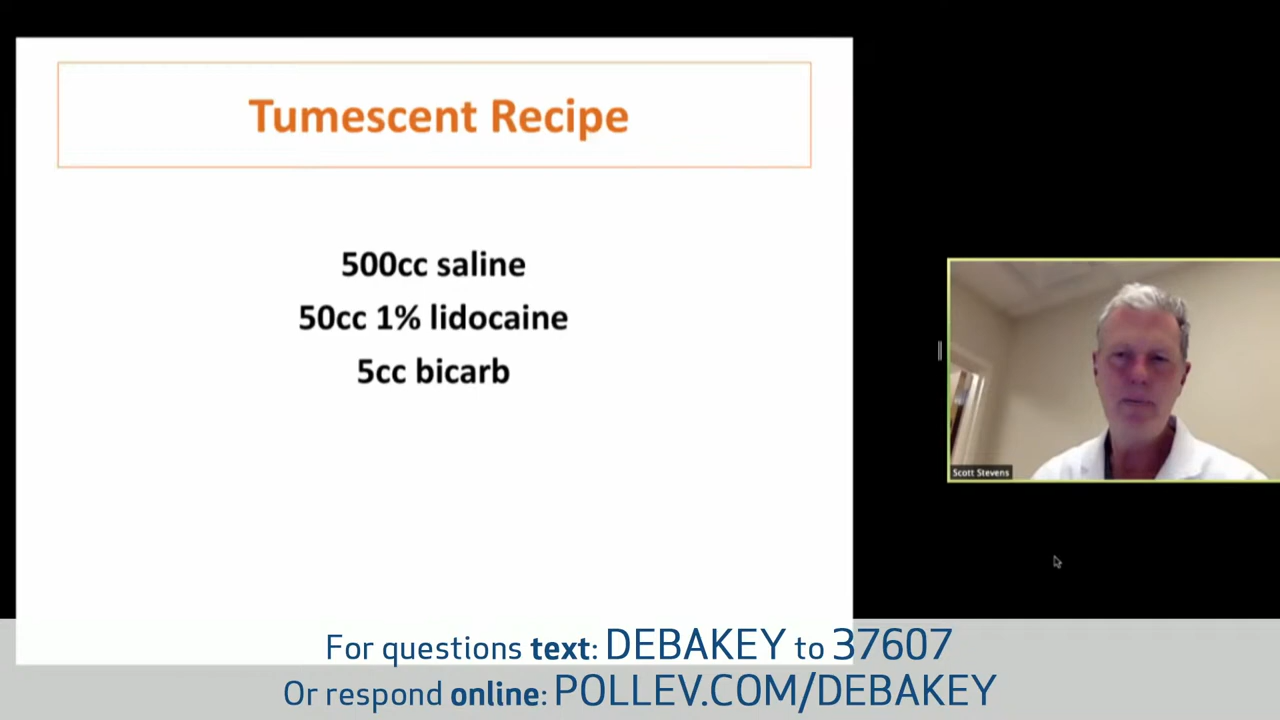 Tumescent Recipe
500cc saline
50cc 1% lidocaine
5cc bicarb
Scott Stevens
For questions text: DEBAKEY to 37607
Or respond online: POLLEV.COM/DEBAKEY